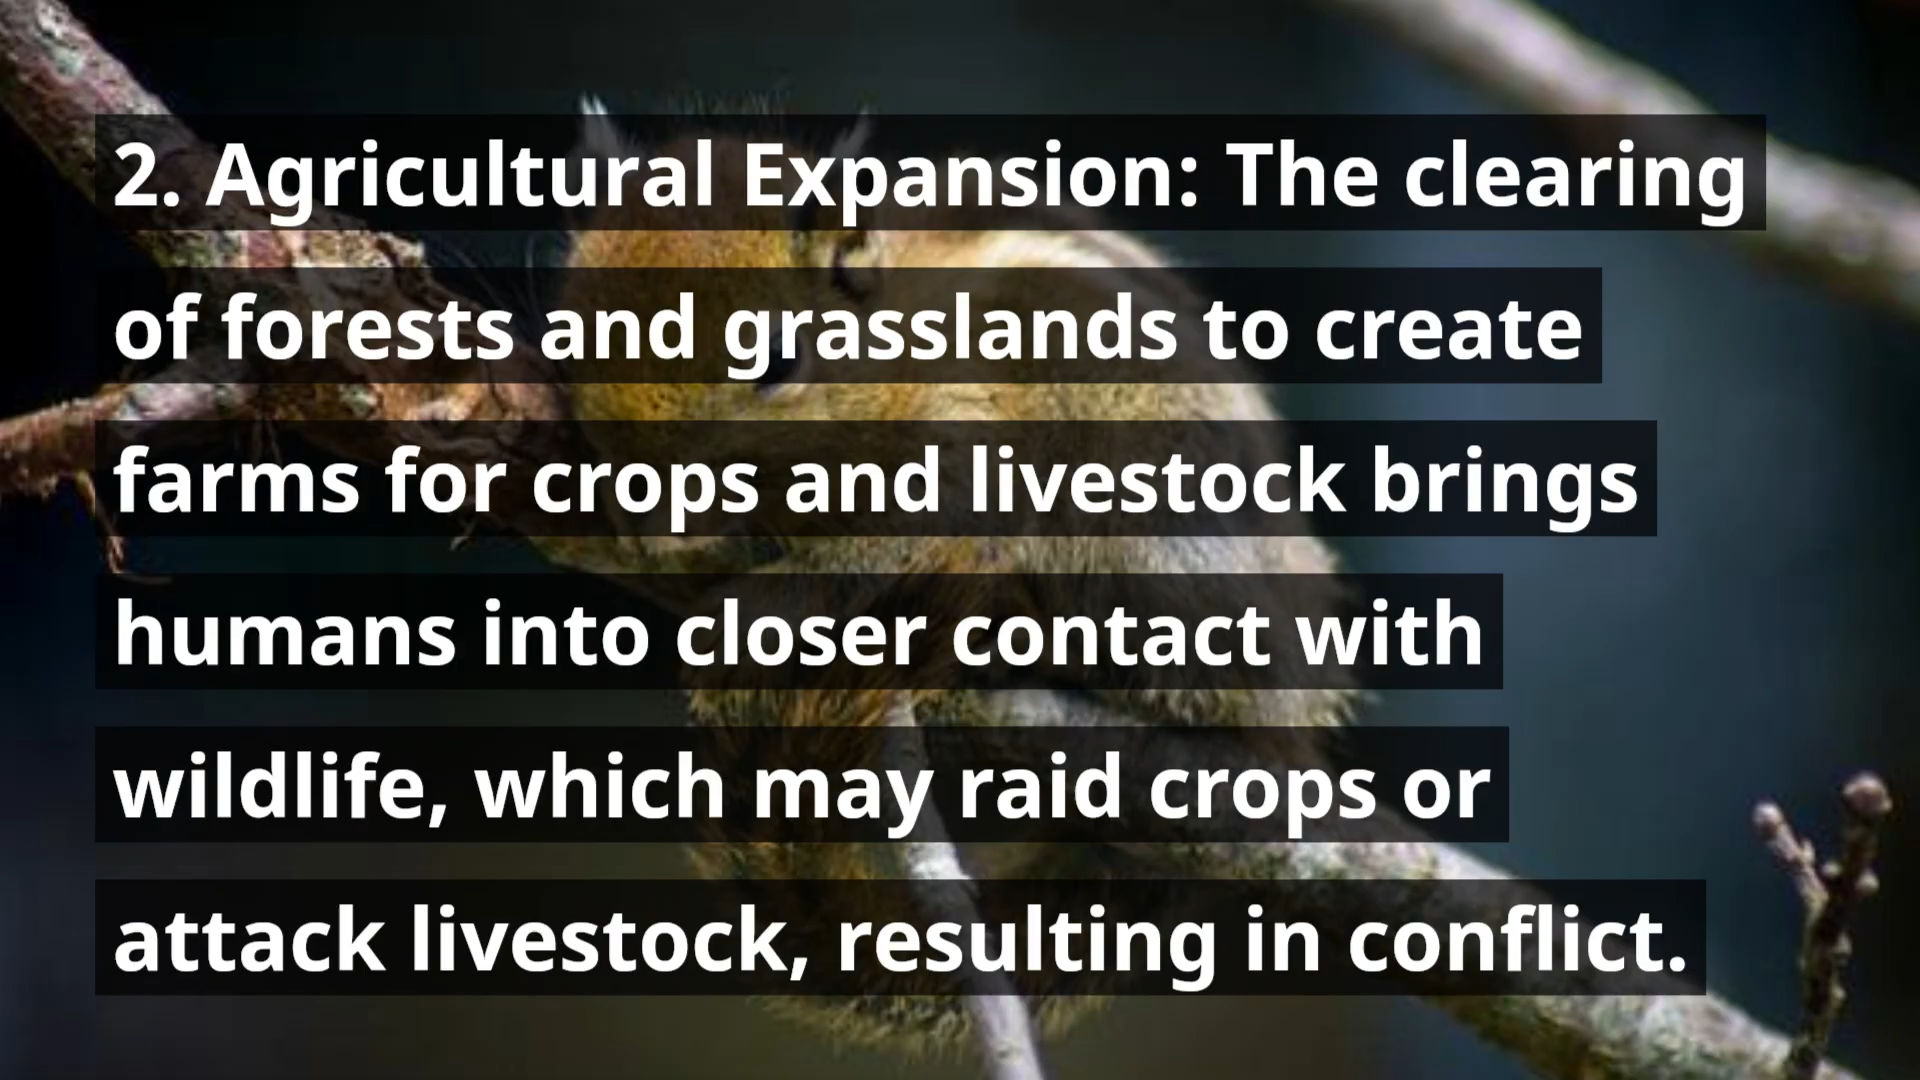 2. Agricultural Expansion: The clearing
of forests and grasslands to create
farms for crops and livestock brings
humans into closer contact with
wildlife, which may raid crops or
attack livestock, resulting in conflict.